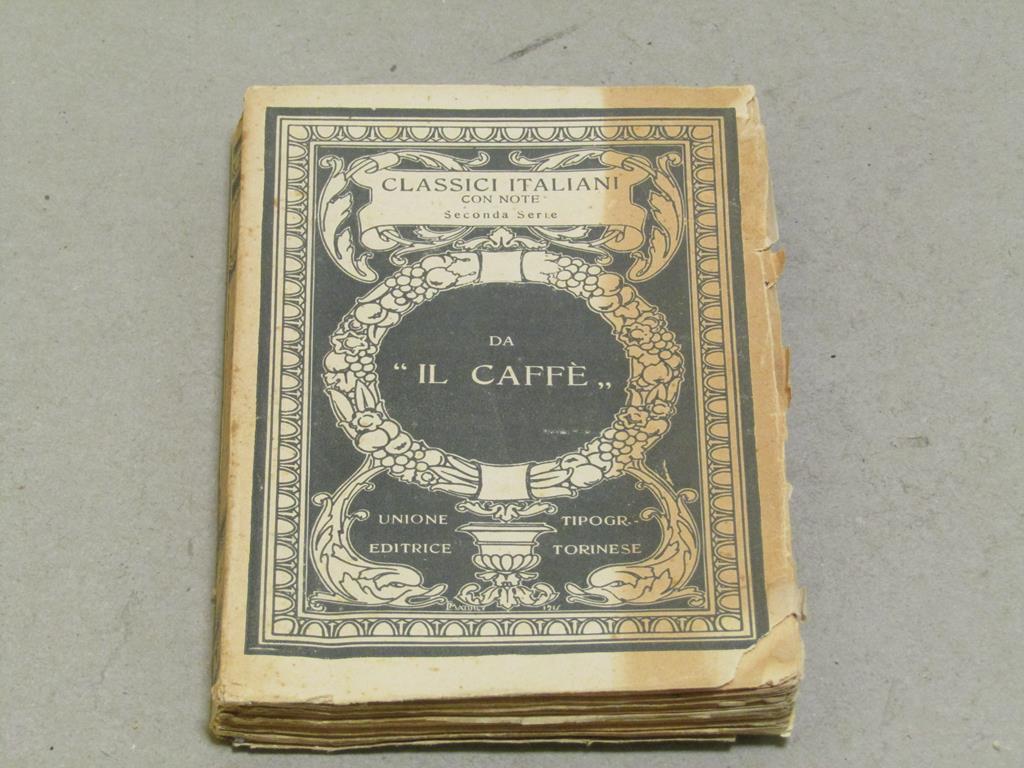 CLASSICI ITALIANI
CON NOTE
Seconda Serie
DA
“ IL CAFFÈ „
UNIONE TIPOGR.-
EDITRICE TORINESE